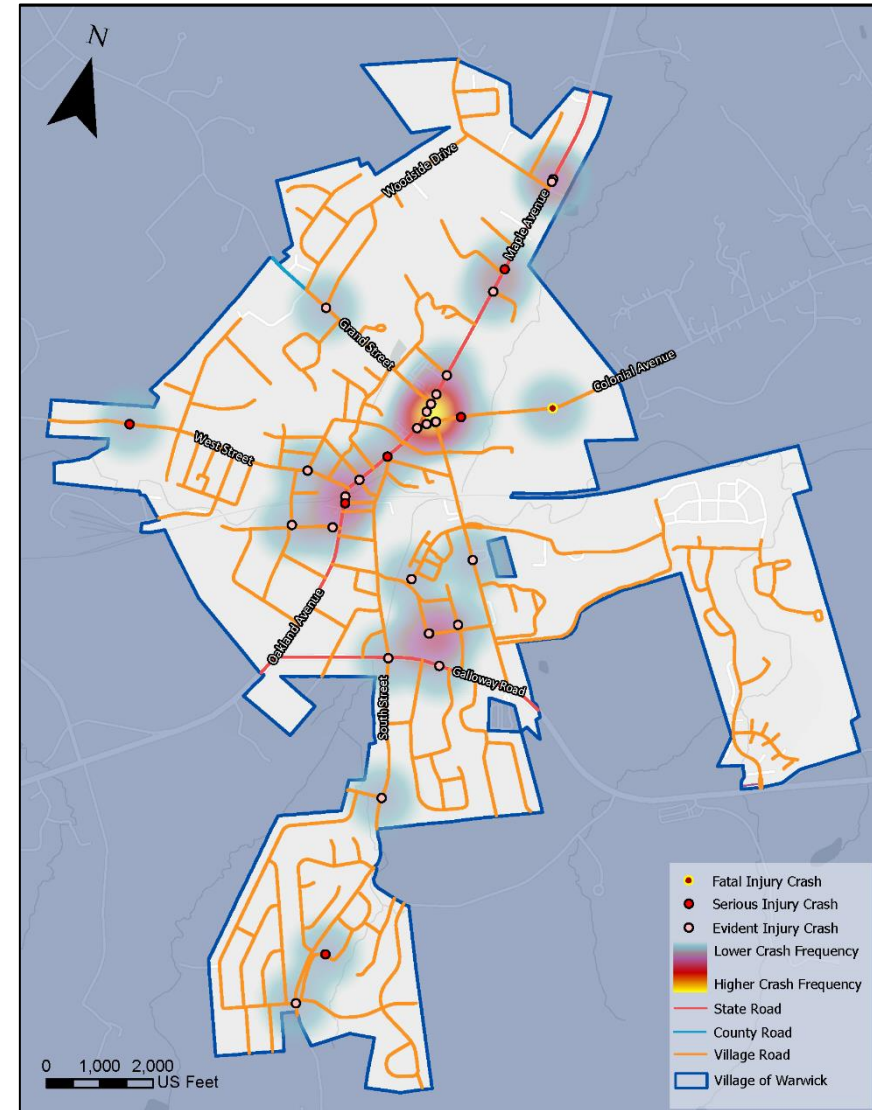 N
Woodside Drive
Maple Avenue
Grand Street
Colonial Avenue
West Street
Oakland Avenue
Galloway Road
South Street
Fatal Injury Crash
Serious Injury Crash
Evident Injury Crash
Lower Crash Frequency
Higher Crash Frequency
State Road
County Road
Village Road
Village of Warwick
0 1,000 2,000
US Feet